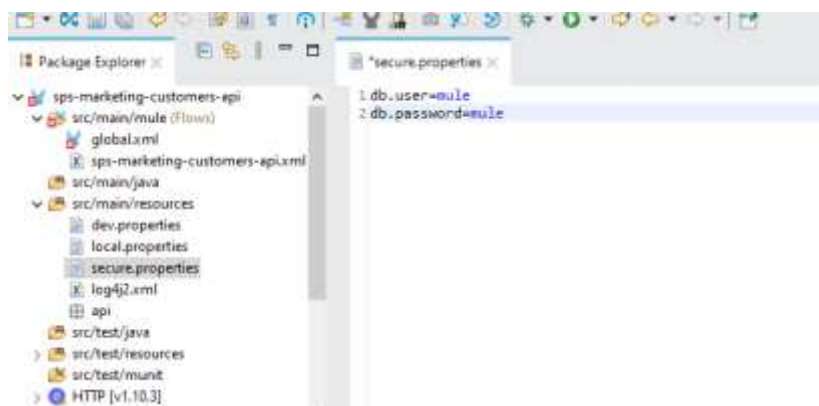 Package Explorer
*secure.properties
sps-marketing-customers-api
src/main/mule (Flows)
global.xml
sps-marketing-customers-api.xml
src/main/java
src/main/resources
dev.properties
local.properties
secure.properties
log4j2.xml
api
src/test/java
src/test/resources
src/test/munit
HTTP [v1.10.3]
1 db.user=mule
2 db.password=mule